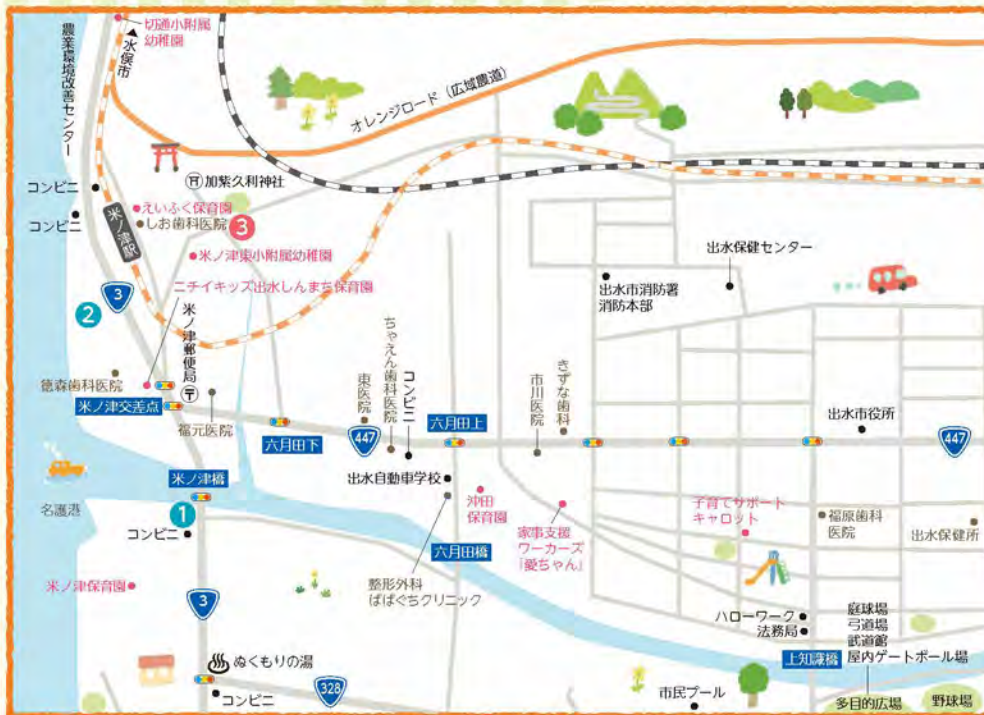 切通小附属
幼稚園
▲水俣市
農業環境改善センター
オレンジロード（広域農道）
加紫久利神社
コンビニ
コンビニ
えいふく保育園
しお歯科医院
3
米ノ津駅
米ノ津東小附属幼稚園
出水保健センター
出水市消防署
消防本部
ニチイキッズ出水しんまち保育園
3
2
米ノ津郵便局
〒
徳森歯科医院
米ノ津交差点
福元医院
六月田下
東医院
447
ちゃえん歯科医院
コンビニ
六月田上
市川医院
きずな歯科
出水市役所
447
米ノ津橋
出水自動車学校
名護港
1
コンビニ
沖田
保育園
家事支援
ワーカーズ
「愛ちゃん」
子育てサポート
キャロット
福原歯科
医院
出水保健所
六月田橋
米ノ津保育園
整形外科
ばばぐちクリニック
3
ハローワーク
法務局
庭球場
弓道場
武道館
屋内ゲートボール場
上知識橋
ぬくもりの湯
コンビニ
328
市民プール
多目的広場
野球場